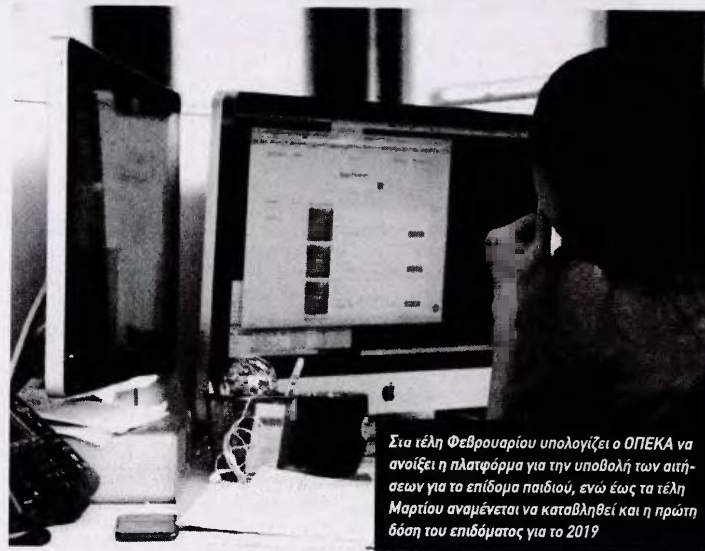 Στα τέλη Φεβρουαρίου υπολογίζει ο ΟΠΕΚΑ να
ανοίξει η πλατφόρμα για την υποβολή των αιτή-
σεων για το επίδομα παιδιού, ενώ έως τα τέλη
Μαρτίου αναμένεται να καταβληθεί και η πρώτη
δόση του επιδόματος για το 2019